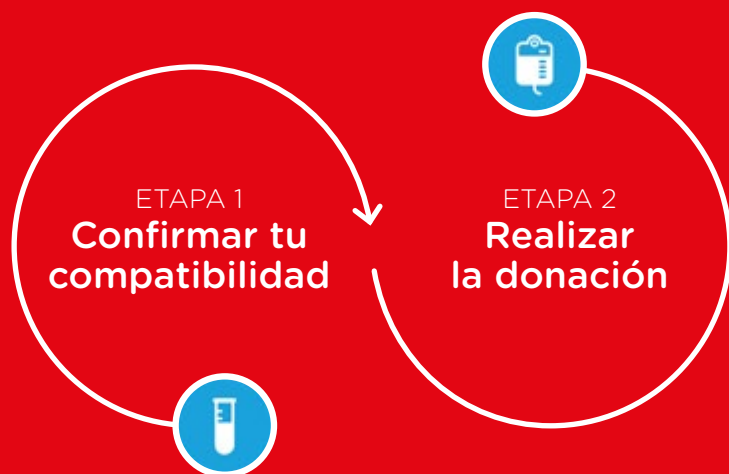 ETAPA 1
Confirmar tu
compatibilidad
ETAPA 2
Realizar
la donación